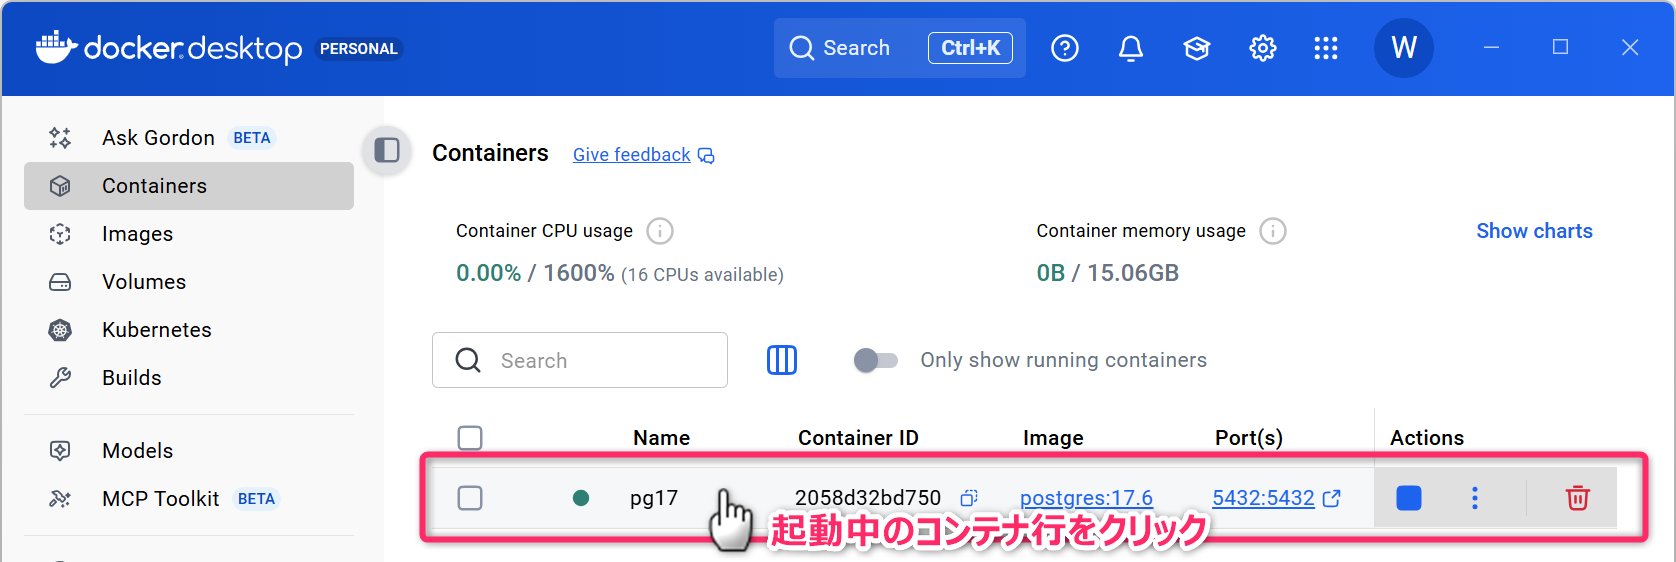 docker desktop PERSONAL
Search Ctrl+K
W
Ask Gordon BETA
Containers
Images
Volumes
Kubernetes
Builds
Models
MCP Toolkit BETA
Containers Give feedback
Container CPU usage
0.00% / 1600% (16 CPUs available)
Container memory usage
0B / 15.06GB
Show charts
Search
Only show running containers
Name Container ID Image Port(s) Actions
pg17 2058d32bd750 postgres:17.6 5432:5432
起動中のコンテナ行をクリック